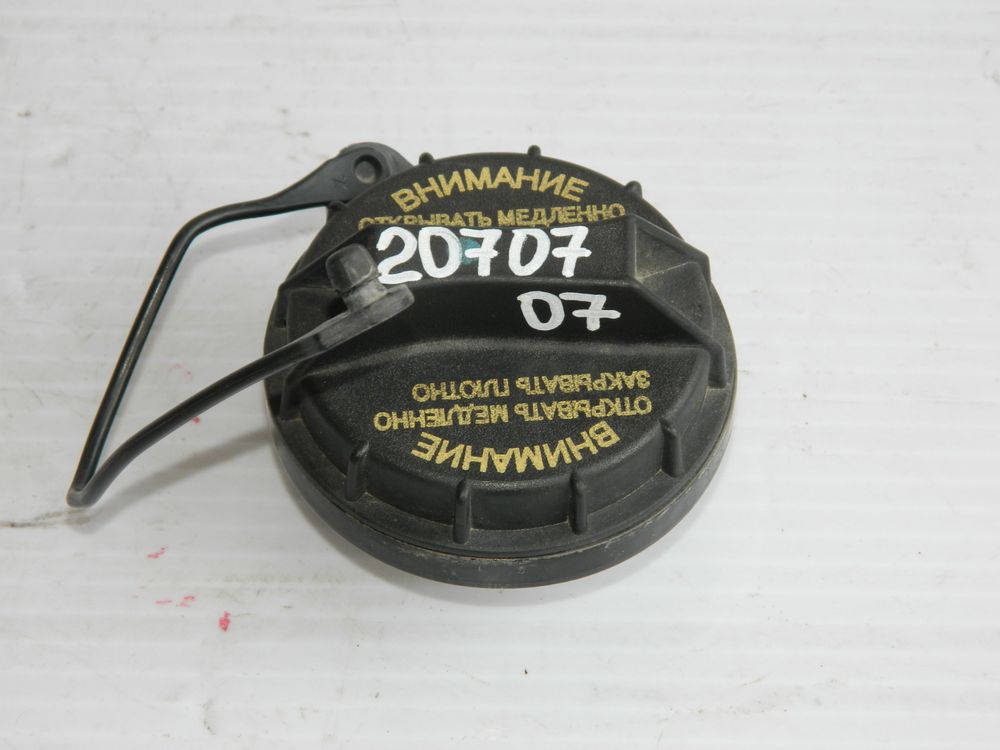 ВНИМАНИЕ
ОТКРЫВАТЬ МЕДЛЕННО
20707
07
ВНИМАНИЕ
ОТКРЫВАТЬ МЕДЛЕННО
ЗАКРЫВАТЬ ПЛОТНО